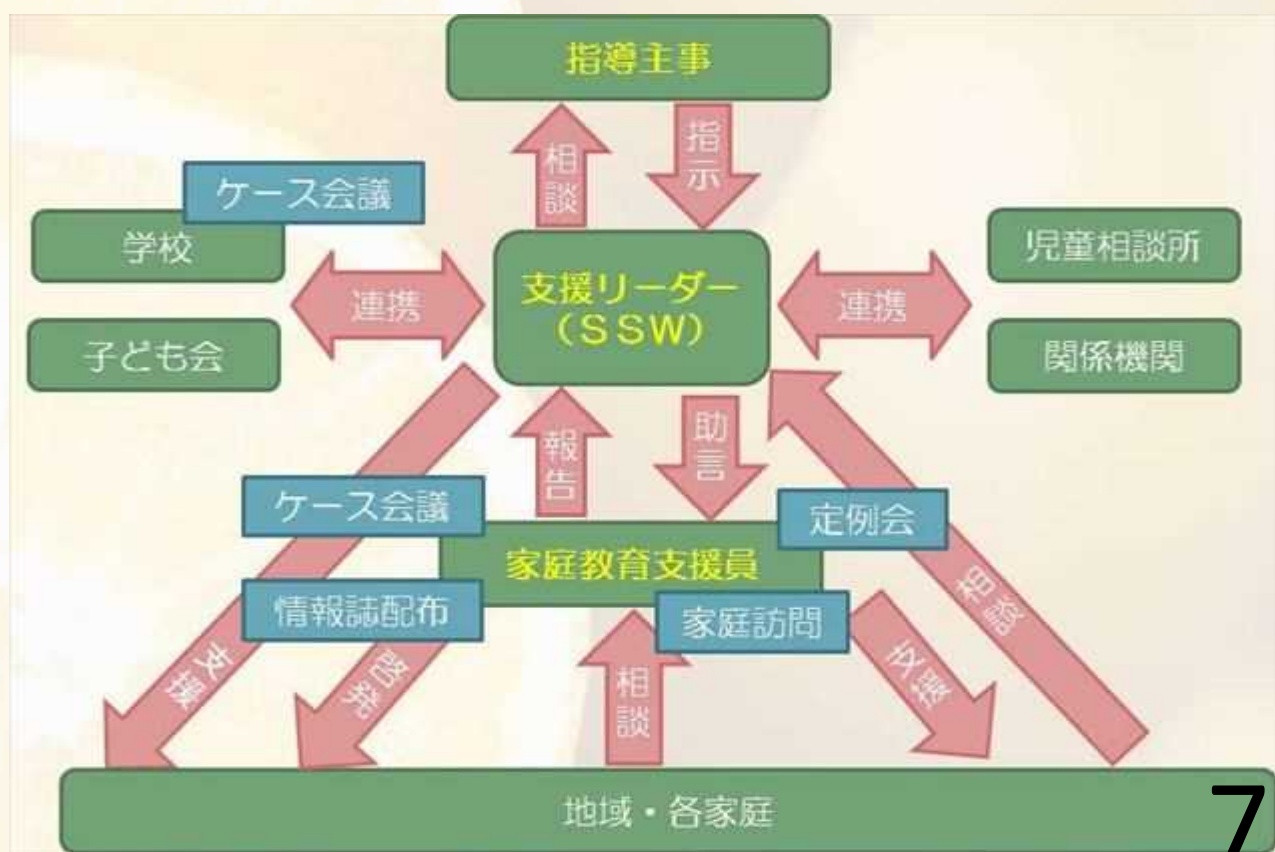 指導主事
相談
指示
ケース会議
学校
子ども会
連携
支援リーダー
(SSW)
連携
児童相談所
関係機関
報告
助言
ケース会議
定例会
家庭教育支援員
情報誌配布
家庭訪問
支援
啓発
相談
支援
相談
地域・各家庭
7